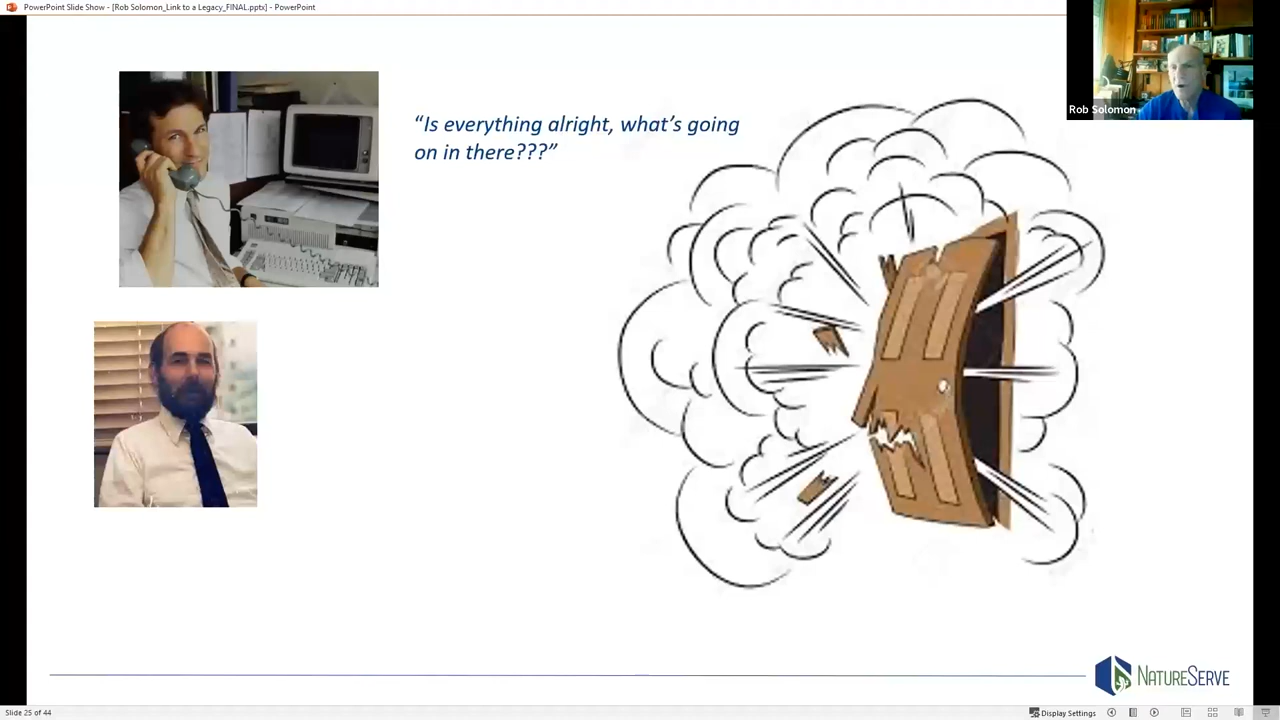 PowerPoint Slide Show - [Rob Solomon_Link to a Legacy_FINAL.pptx] - PowerPoint
Rob Solomon
“Is everything alright, what’s going
on in there???”
NATURESERVE
Slide 25 of 44
Display Settings